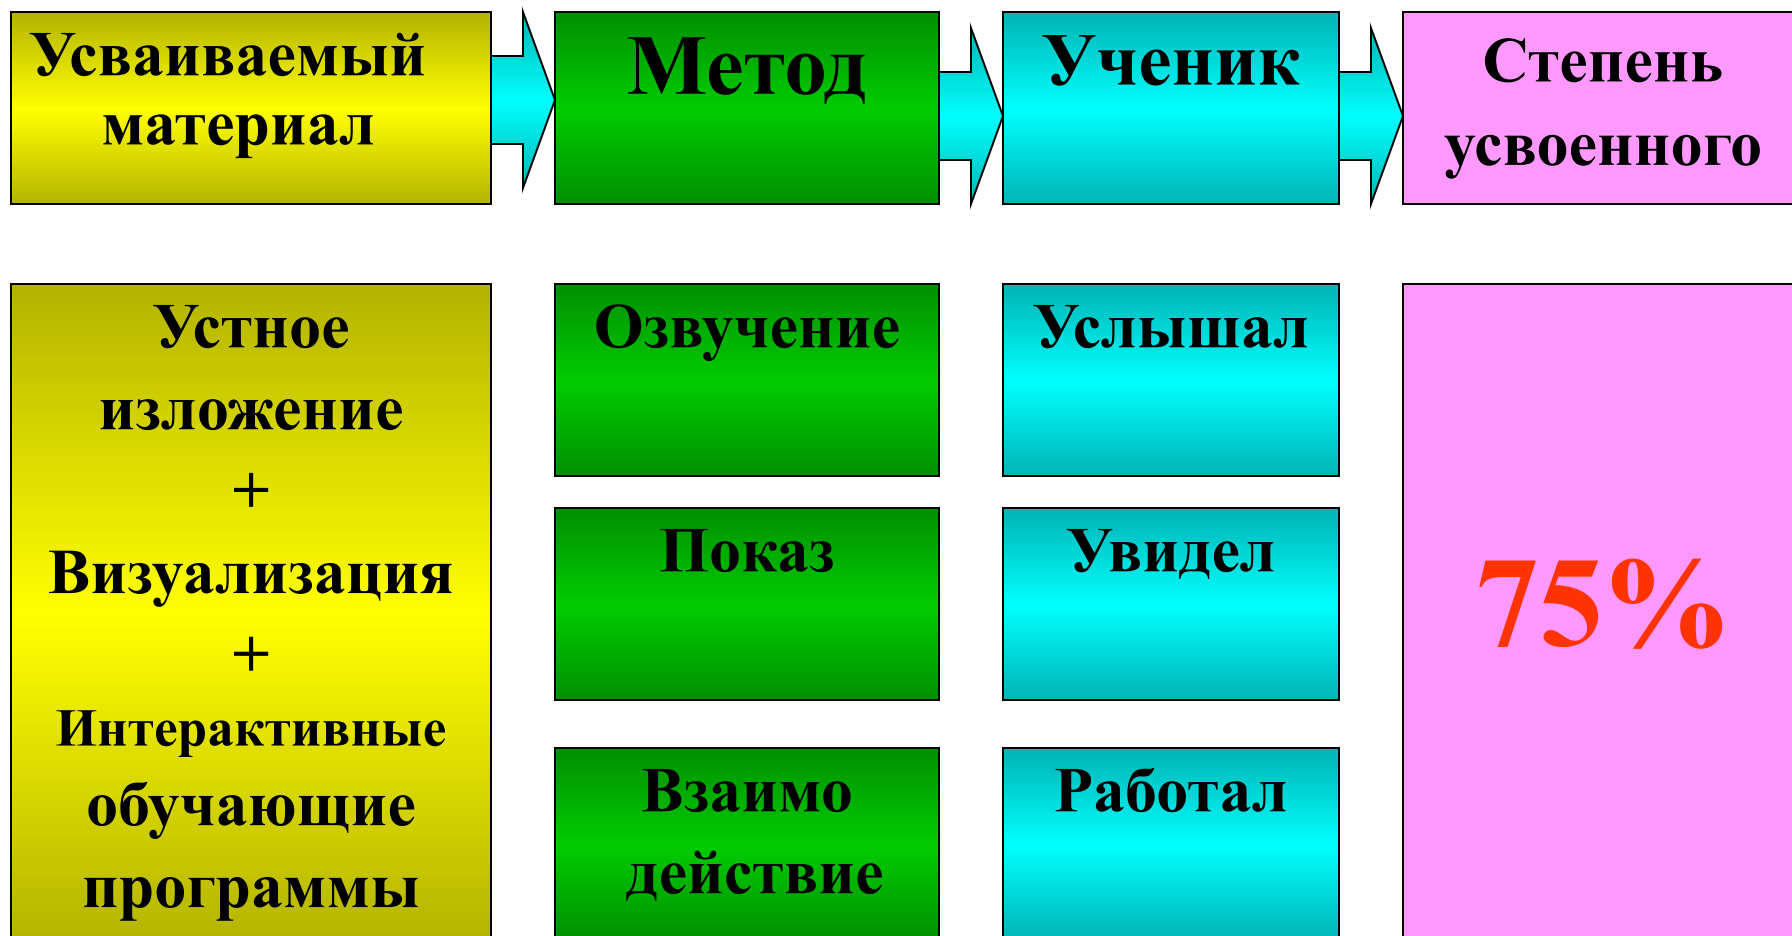 Усваиваемый
материал
Метод
Ученик
Степень
усвоенного
Устное
изложение
+
Визуализация
+
Интерактивные
обучающие
программы
Озвучение
Показ
Взаимо
действие
Услышал
Увидел
Работал
75%